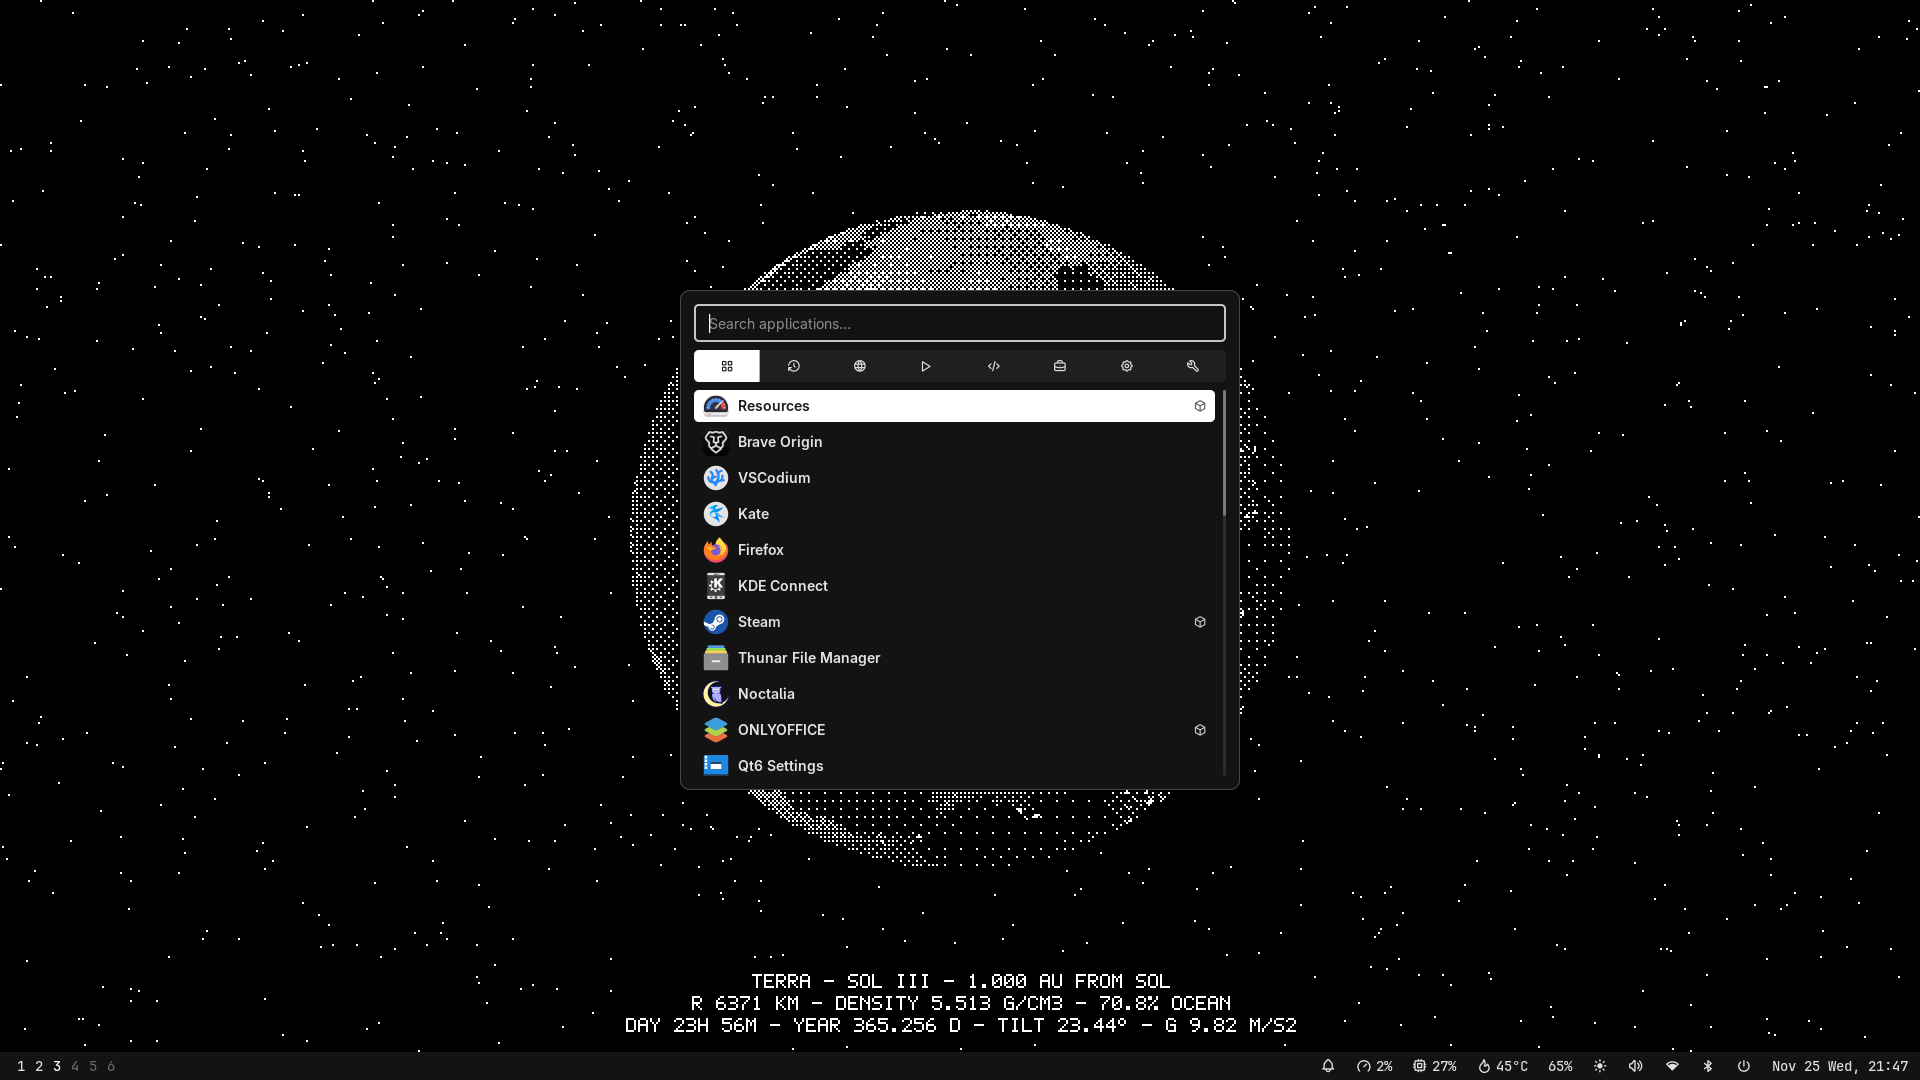 Search applications...
Resources
Brave Origin
VSCodium
Kate
Firefox
KDE Connect
Steam
Thunar File Manager
Noctalia
ONLYOFFICE
Qt6 Settings
TERRA - SOL III - 1.000 AU FROM SOL
R 6371 KM - DENSITY 5.513 G/CM3 - 70.8% OCEAN
DAY 23H 56M - YEAR 365.256 D - TILT 23.44° - G 9.82 M/S2
1 2 3 4 5 6 2% 27% 45°C 65% Nov 25 Wed, 21:47